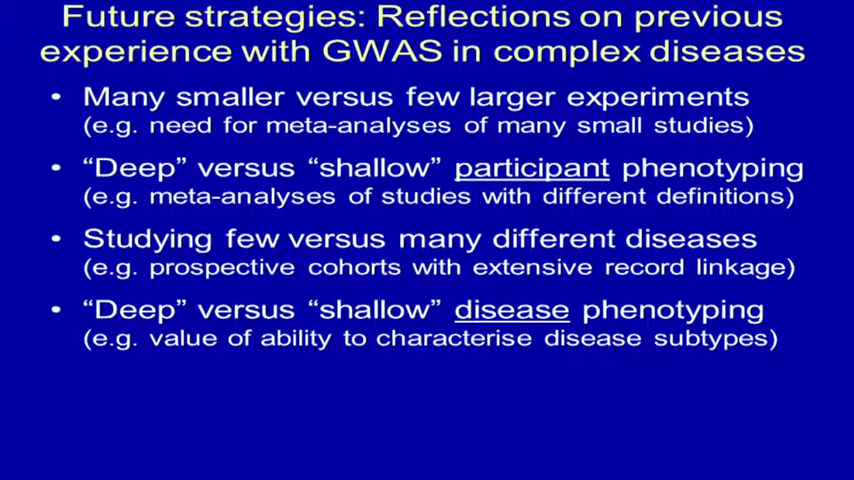 Future strategies: Reflections on previous
experience with GWAS in complex diseases
• Many smaller versus few larger experiments
(e.g. need for meta-analyses of many small studies)
• “Deep” versus “shallow” participant phenotyping
(e.g. meta-analyses of studies with different definitions)
• Studying few versus many different diseases
(e.g. prospective cohorts with extensive record linkage)
• “Deep” versus “shallow” disease phenotyping
(e.g. value of ability to characterise disease subtypes)